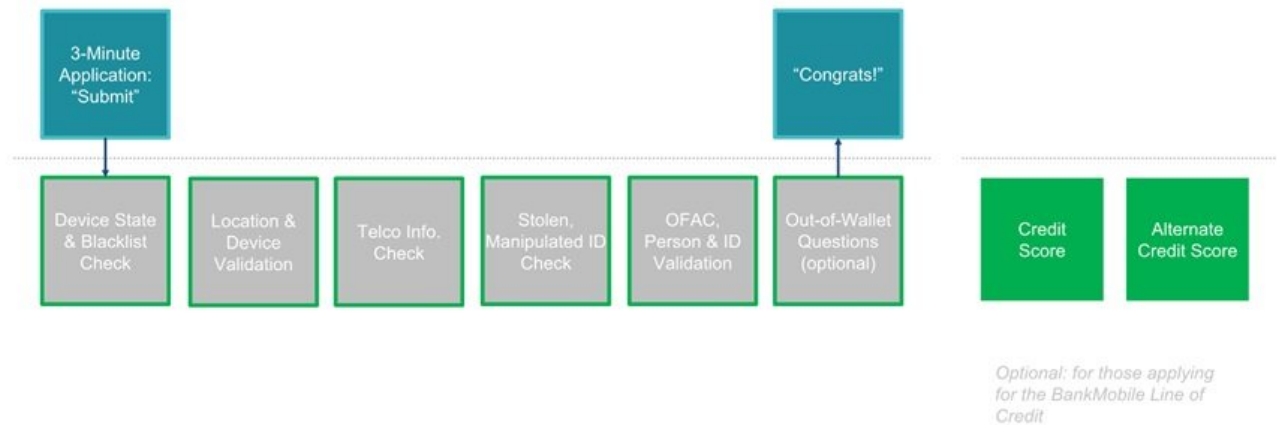 3-Minute
Application:
“Submit”
“Congrats!”
Device State
& Blacklist
Check
Location &
Device
Validation
Telco Info.
Check
Stolen,
Manipulated ID
Check
OFAC,
Person & ID
Validation
Out-of-Wallet
Questions
(optional)
Credit
Score
Alternate
Credit Score
Optional: for those applying
for the BankMobile Line of
Credit